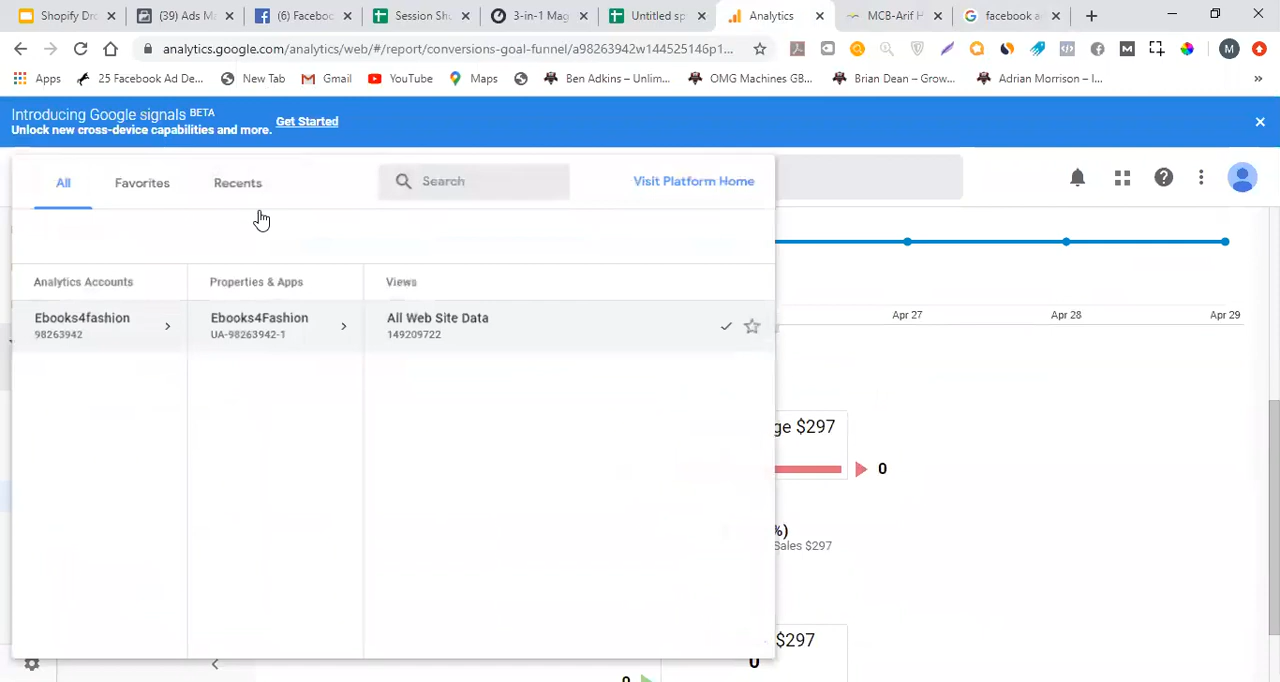 Shopify Dro
(39) Ads M
(6) Facebo
Session Shu
3-in-1 Mag
Untitled sp
Analytics
MCB-Arif H
facebook a
analytics.google.com/analytics/web/#/report/conversions-goal-funnel/a98263942w144525146p1...
M
Apps
25 Facebook Ad De...
New Tab
Gmail
YouTube
Maps
Ben Adkins – Unlim...
OMG Machines GB...
Brian Dean – Grow...
Adrian Morrison – I...
»
Introducing Google signals BETA
Unlock new cross-device capabilities and more.
Get Started
All
Favorites
Recents
Search
Visit Platform Home
Analytics Accounts
Properties & Apps
Views
Ebooks4fashion
98263942
Ebooks4Fashion
UA-98263942-1
All Web Site Data
149209722
Apr 27
Apr 28
Apr 29
ge $297
0
%)
Sales $297
$297
0